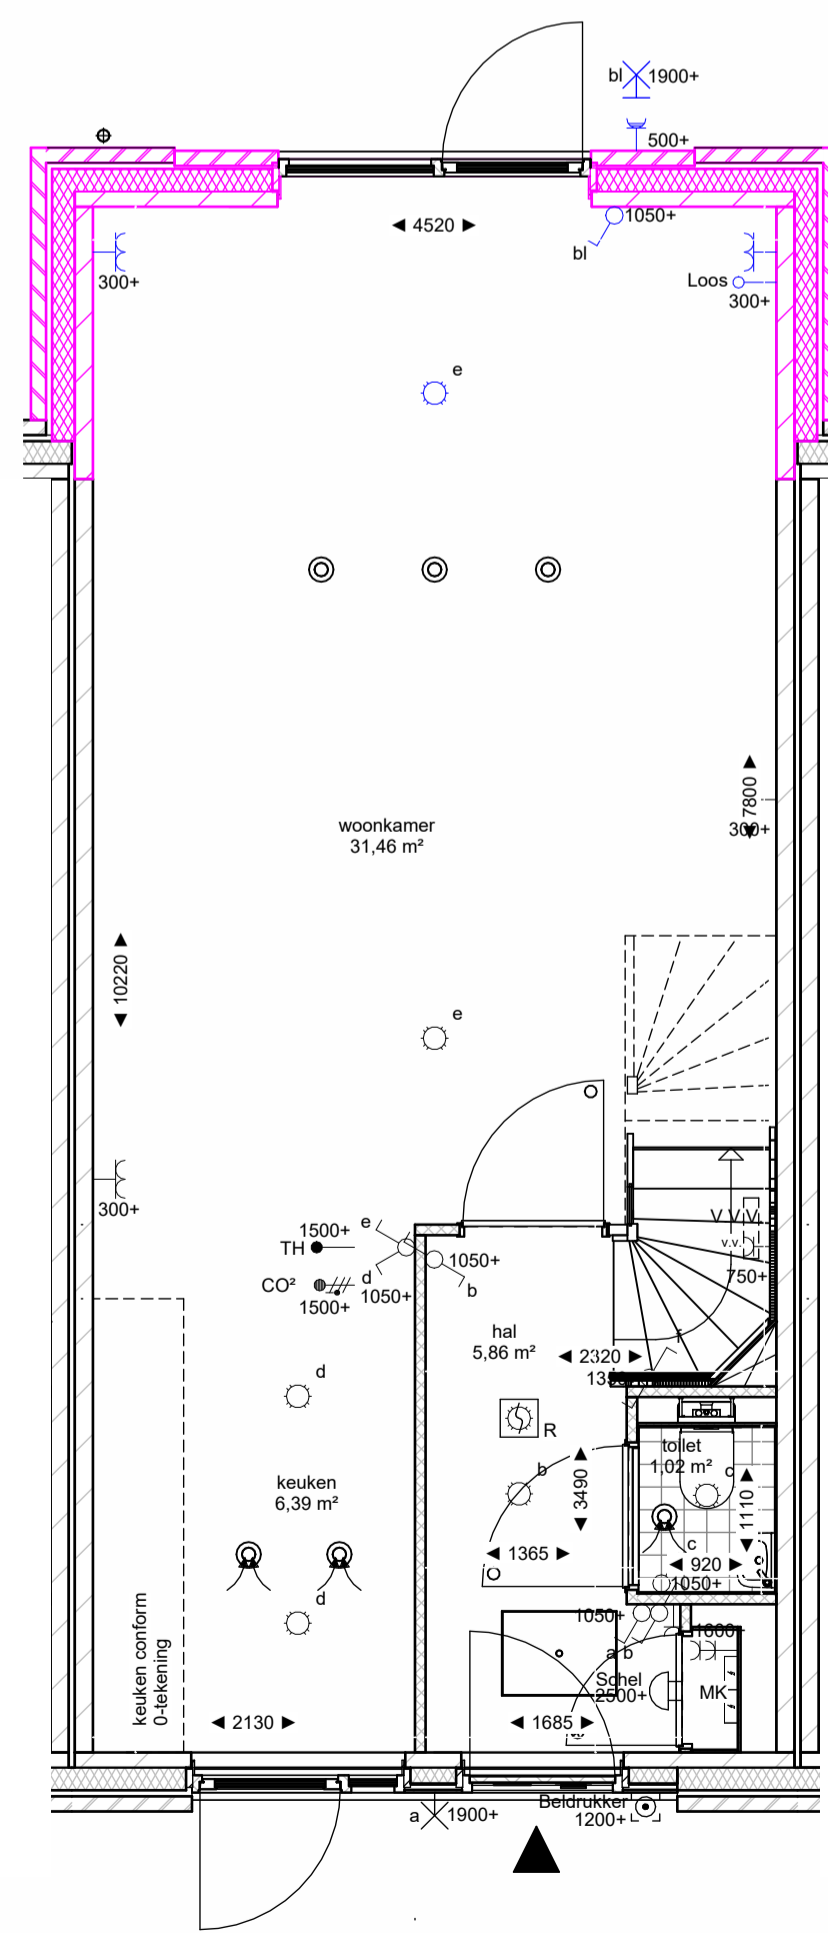 bl
1900+
500+
4520
1050+
bl
300+
Loos
300+
e
7800
300+
woonkamer
31,46 m²
10220
e
300+
1500+
e
TH
1050+
CO²
d
b
1500+
1050+
V.V.V
v.v.
750+
hal
5,86 m²
2320
f
d
R
toilet
1,02 m²
c
keuken
6,39 m²
b
3490
1110
c
1365
920
1050+
d
1050+
1600+
a b
keuken conform
0-tekening
Schel
2500+
MK
2130
1685
a
1900+
Beldrukker
1200+